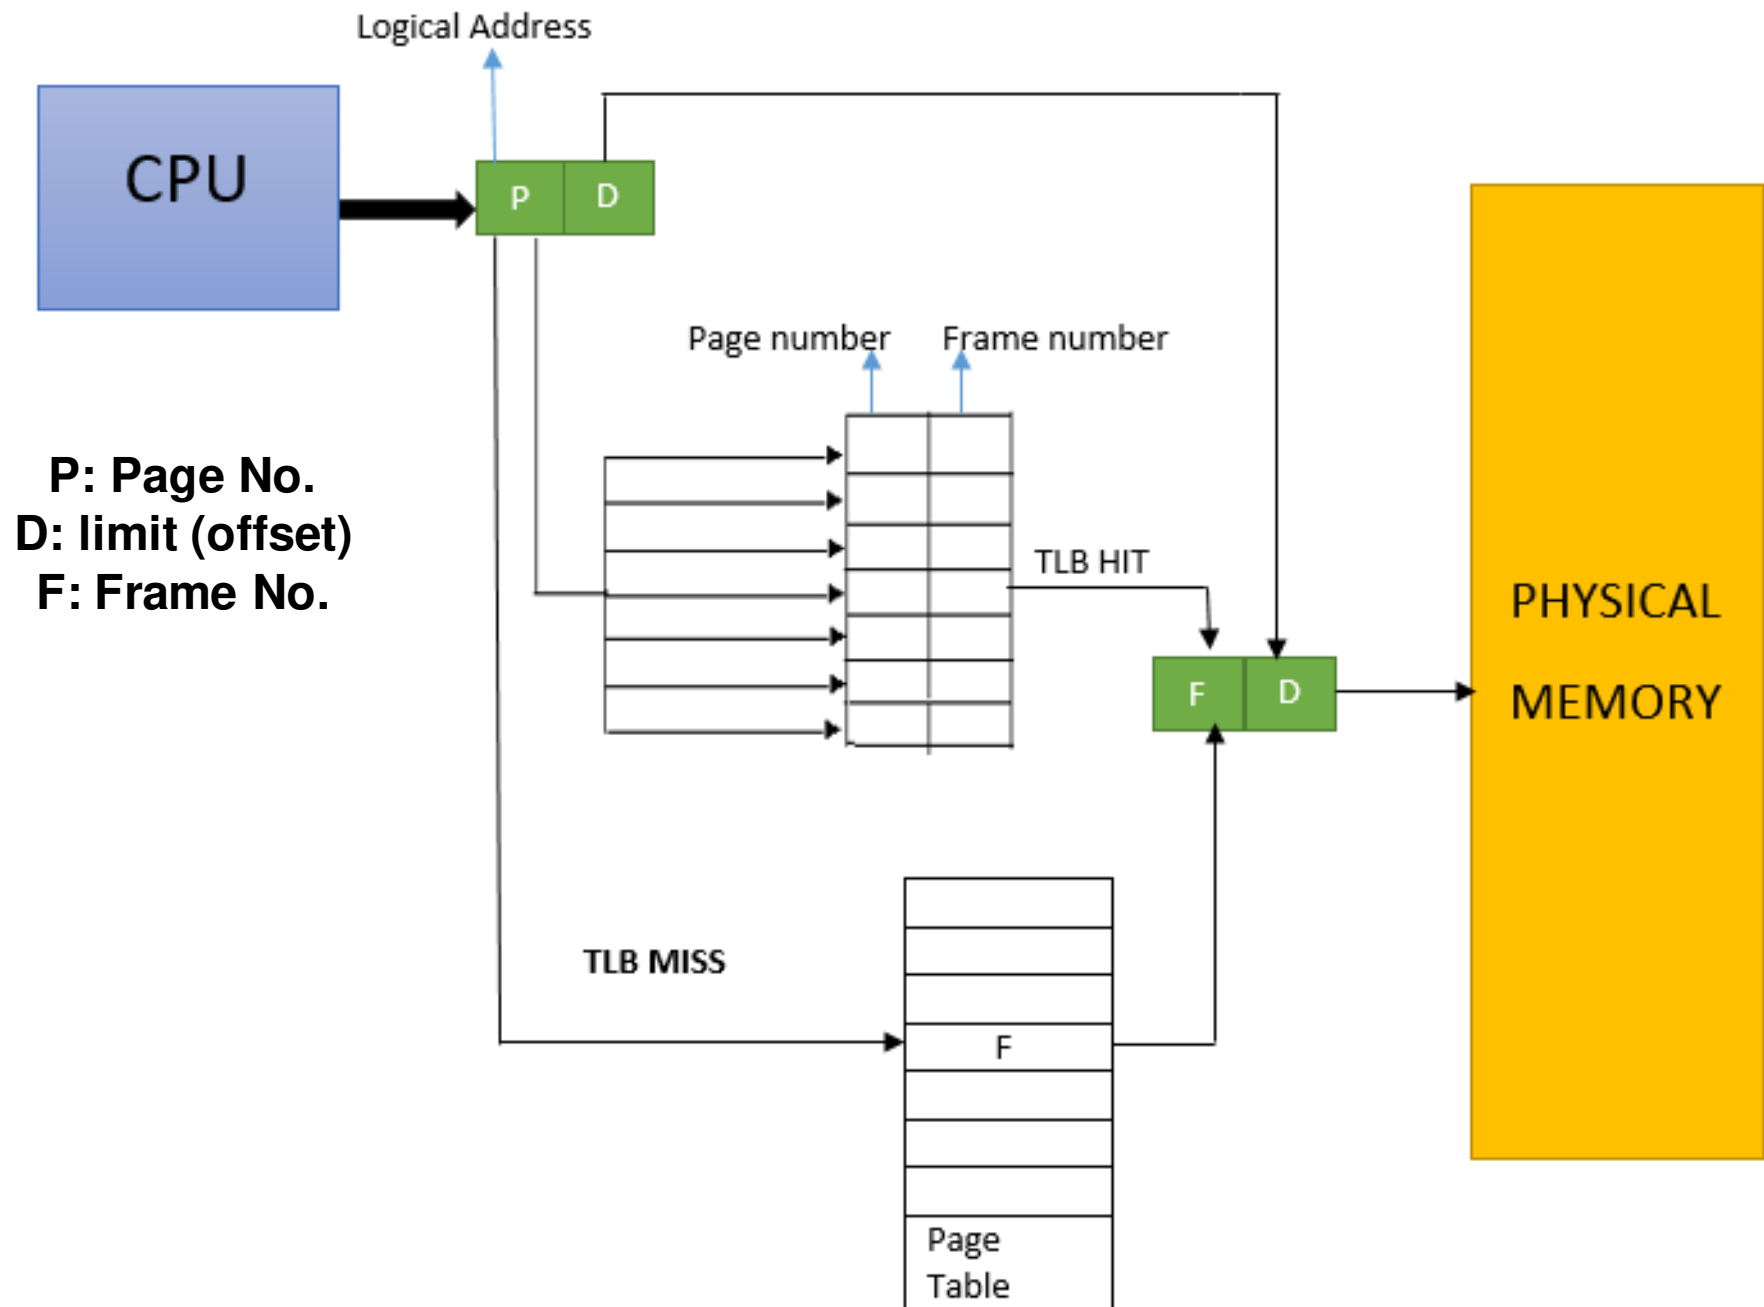 Logical Address
CPU
P D
Page number Frame number
P: Page No.
D: limit (offset)
F: Frame No.
TLB HIT
PHYSICAL
MEMORY
F D
TLB MISS
F
Page
Table